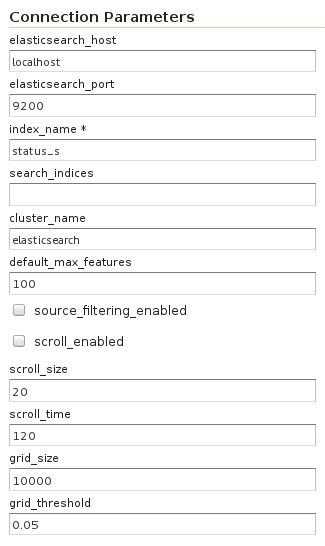 Connection Parameters
elasticsearch_host
localhost
elasticsearch_port
9200
index_name *
status_s
search_indices
cluster_name
elasticsearch
default_max_features
100
source_filtering_enabled
scroll_enabled
scroll_size
20
scroll_time
120
grid_size
10000
grid_threshold
0.05